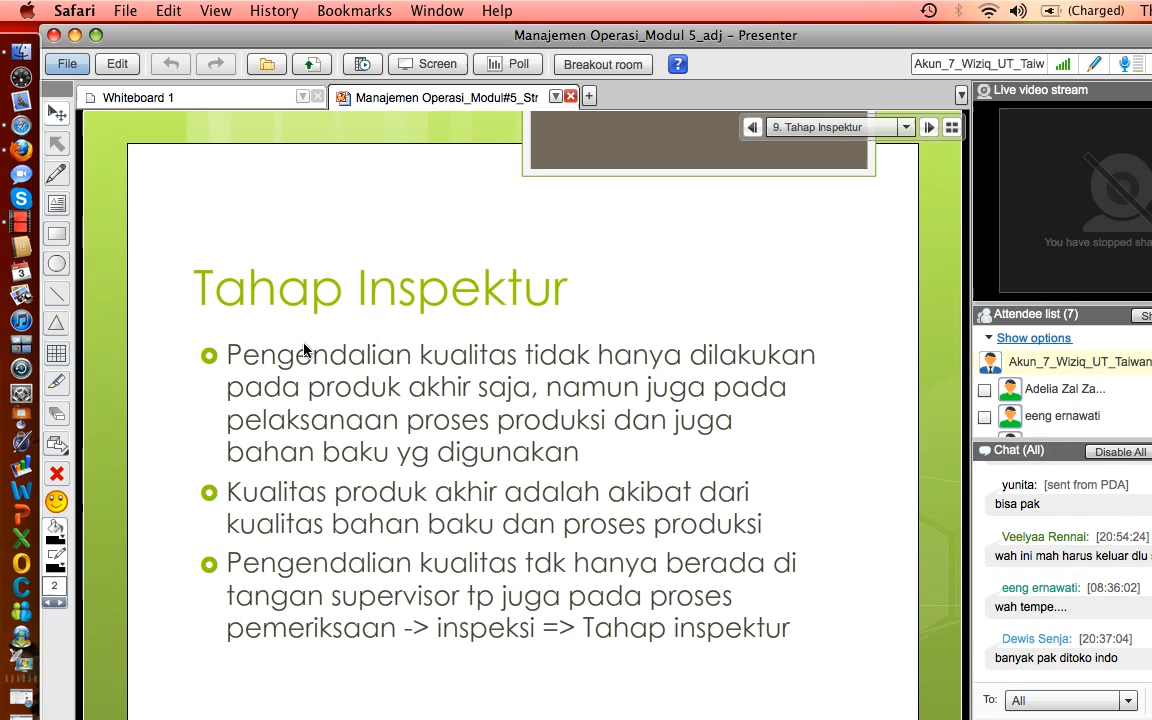 Safari File Edit View History Bookmarks Window Help (Charged)
Manajemen Operasi_Modul 5_adj – Presenter
File Edit Screen Poll Breakout room ? Akun_7_Wiziq_UT_Taiw
Whiteboard 1 Manajemen Operasi_Modul#5_Str
Live video stream
9. Tahap Inspektur
You have stopped sha
Tahap Inspektur
Pengendalian kualitas tidak hanya dilakukan
pada produk akhir saja, namun juga pada
pelaksanaan proses produksi dan juga
bahan baku yg digunakan
Kualitas produk akhir adalah akibat dari
kualitas bahan baku dan proses produksi
Pengendalian kualitas tdk hanya berada di
tangan supervisor tp juga pada proses
pemeriksaan -> inspeksi => Tahap inspektur
2
Attendee list (7) Sh
Show options
Akun_7_Wiziq_UT_Taiwan
Adelia Zal Za...
eeng ernawati
Chat (All) Disable All
yunita: [sent from PDA]
bisa pak
Veelyaa Rennai: [20:54:24]
wah ini mah harus keluar dlu
eeng ernawati: [08:36:02]
wah tempe....
Dewis Senja: [20:37:04]
banyak pak ditoko indo
To: All